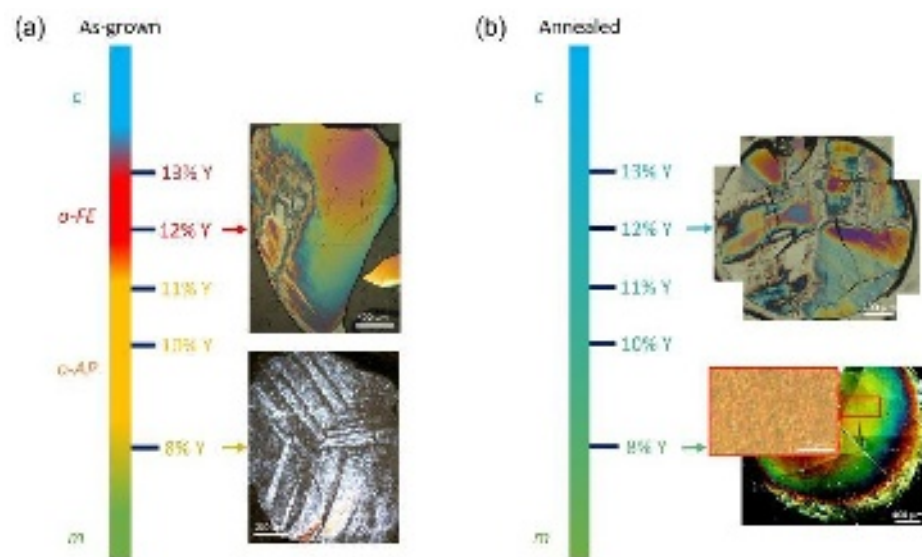 (a)
As-grown
c
13% Y
o-FE
12% Y
11% Y
10% Y
o-AP
8% Y
m
(b)
Annealed
c
13% Y
12% Y
11% Y
10% Y
8% Y
m